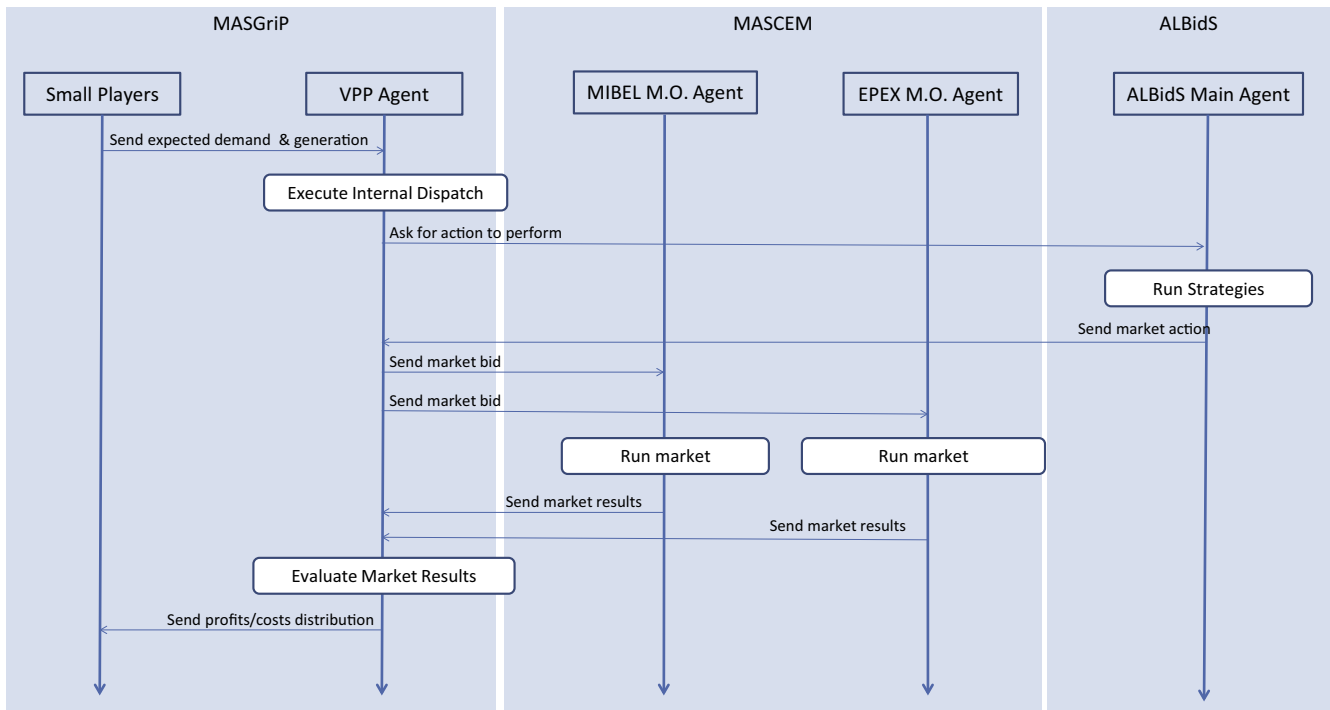 MASGriP
MASCEM
ALBidS
Small Players
VPP Agent
MIBEL M.O. Agent
EPEX M.O. Agent
ALBidS Main Agent
Send expected demand & generation
Execute Internal Dispatch
Ask for action to perform
Run Strategies
Send market action
Send market bid
Send market bid
Run market
Run market
Send market results
Send market results
Evaluate Market Results
Send profits/costs distribution